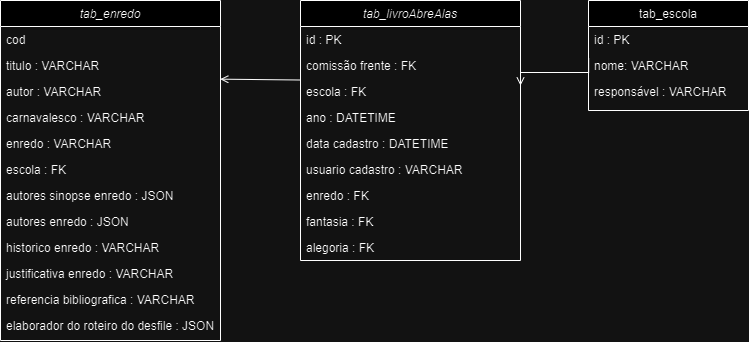 tab_enredo
cod
titulo : VARCHAR
autor : VARCHAR
carnavalesco : VARCHAR
enredo : VARCHAR
escola : FK
autores sinopse enredo : JSON
autores enredo : JSON
historico enredo : VARCHAR
justificativa enredo : VARCHAR
referencia bibliografica : VARCHAR
elaborador do roteiro do desfile : JSON
tab_livroAbreAlas
id : PK
comissão frente : FK
escola : FK
ano : DATETIME
data cadastro : DATETIME
usuario cadastro : VARCHAR
enredo : FK
fantasia : FK
alegoria : FK
tab_escola
id : PK
nome: VARCHAR
responsável : VARCHAR